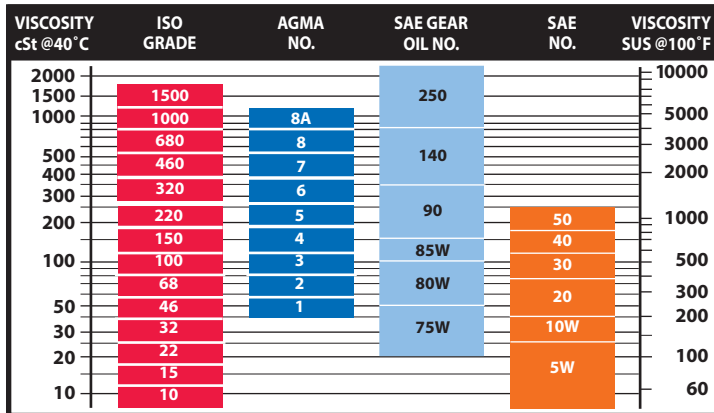 VISCOSITY ISO AGMA SAE GEAR SAE VISCOSITY
cSt @40˚C GRADE NO. OIL NO. NO. SUS @100˚F
2000 10000
1500 1500 250
1000 1000 8A 5000
680 8 3000
500 460 7 140 2000
400
300 320 6
200 220 5 90 50 1000
150 4 85W 40
100 100 3 30 500
68 2 80W 300
50 46 1 20 200
30 32 75W 10W
20 22 100
15 5W
10 10 60